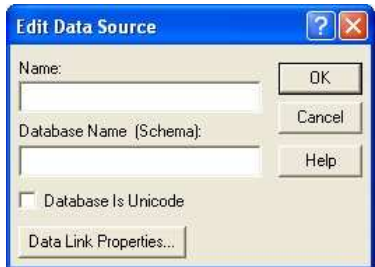 Edit Data Source
Name:
OK
Cancel
Database Name (Schema):
Help
Database Is Unicode
Data Link Properties...